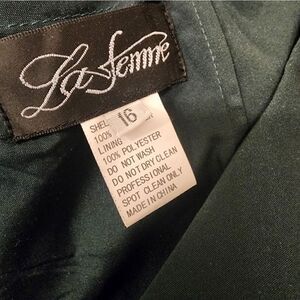 La Femme
SHEL
16
100%
LINING
100% POLYESTER
DO NOT WASH
DO NOT DRY CLEAN
PROFESSIONAL
SPOT CLEAN ONLY
MADE IN CHINA